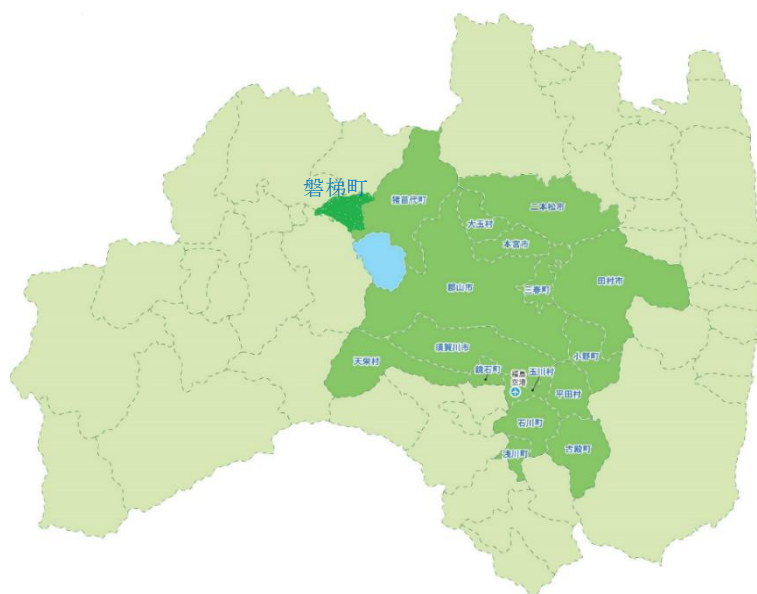 磐梯町
猪苗代町
二本松市
大玉村
本宮市
田村市
郡山市
三春町
須賀川市
小野町
天栄村
鏡石町
福島
空港
玉川村
平田村
石川町
古殿町
浅川町